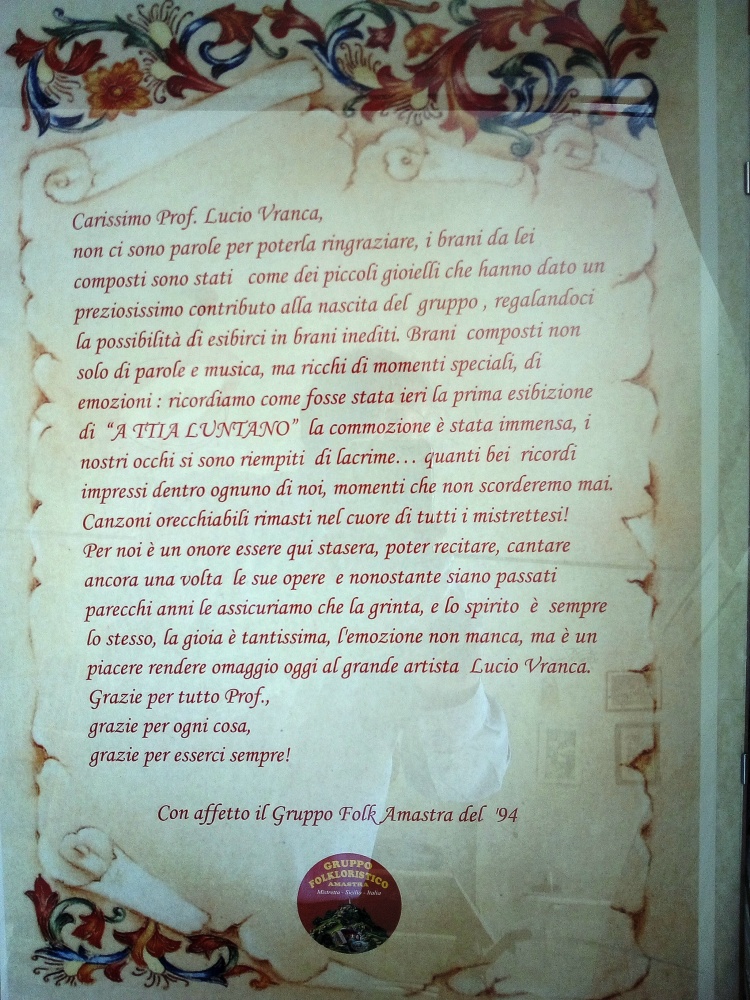 Carissimo Prof. Lucio Vranca,
non ci sono parole per poterla ringraziare, i brani da lei
composti sono stati come dei piccoli gioielli che hanno dato un
preziosissimo contributo alla nascita del gruppo , regalandoci
la possibilità di esibirci in brani inediti. Brani composti non
solo di parole e musica, ma ricchi di momenti speciali, di
emozioni : ricordiamo come fosse stata ieri la prima esibizione
di “A TTIA LUNTANO” la commozione è stata immensa, i
nostri occhi si sono riempiti di lacrime… quanti bei ricordi
impressi dentro ognuno di noi, momenti che non scorderemo mai.
Canzoni orecchiabili rimasti nel cuore di tutti i mistrettesi!
Per noi è un onore essere qui stasera, poter recitare, cantare
ancora una volta le sue opere e nonostante siano passati
parecchi anni le assicuriamo che la grinta, e lo spirito è sempre
lo stesso, la gioia è tantissima, l'emozione non manca, ma è un
piacere rendere omaggio oggi al grande artista Lucio Vranca.
Grazie per tutto Prof.,
grazie per ogni cosa,
grazie per esserci sempre!
Con affetto il Gruppo Folk Amastra del '94
GRUPPO
FOLKLORISTICO
AMASTRA
Mistretta - Sicilia - Italia